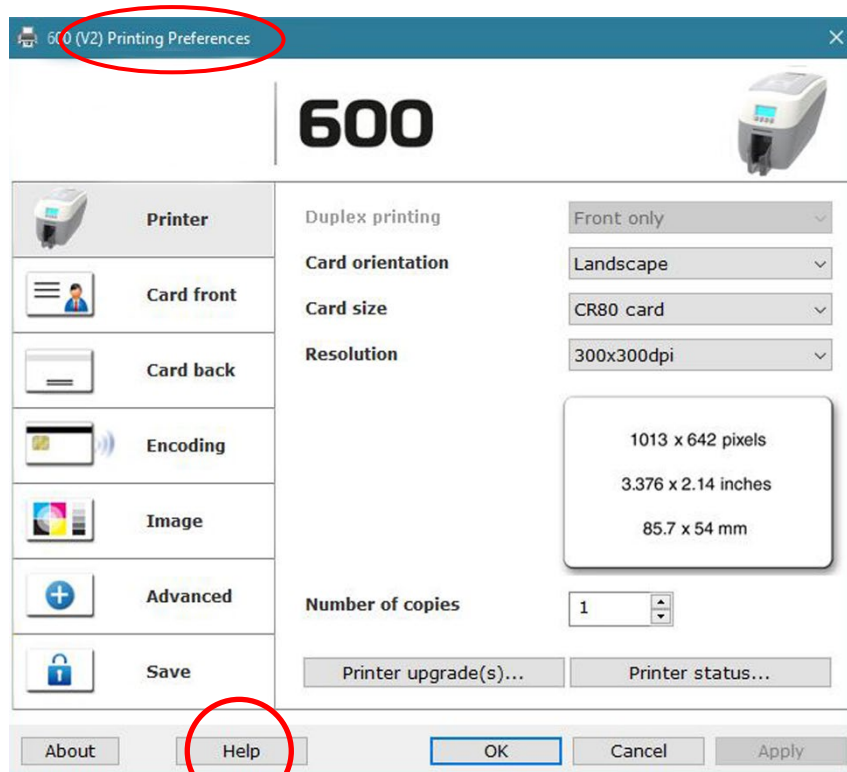 600 (V2) Printing Preferences
600
Printer
Duplex printing
Front only
Card orientation
Landscape
Card front
Card size
CR80 card
Resolution
300x300dpi
Card back
1013 x 642 pixels
Encoding
3.376 x 2.14 inches
Image
85.7 x 54 mm
Advanced
Number of copies
1
Save
Printer upgrade(s)...
Printer status...
About
Help
OK
Cancel
Apply